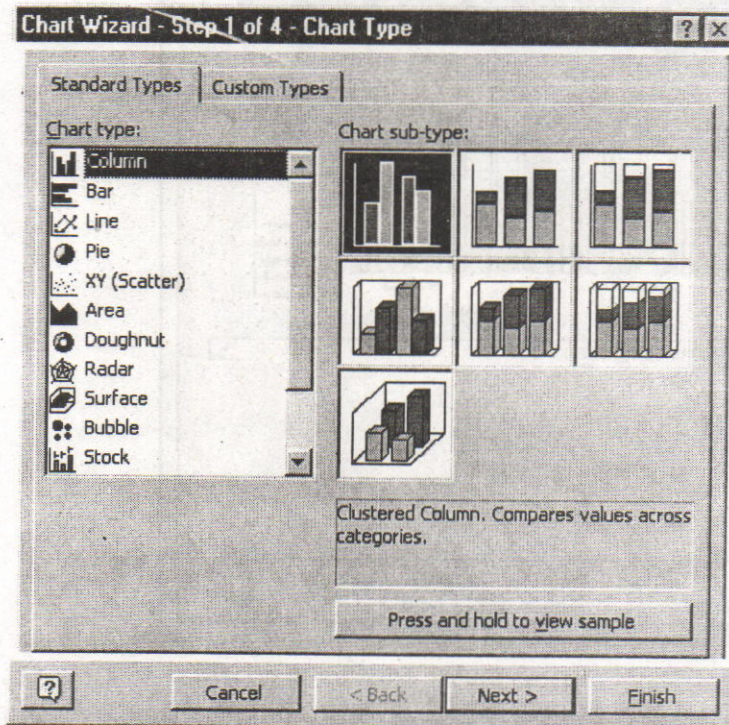 Chart Wizard - Step 1 of 4 - Chart Type
Standard Types
Custom Types
Chart type:
Column
Bar
Line
Pie
XY (Scatter)
Area
Doughnut
Radar
Surface
Bubble
Stock
Chart sub-type:
Clustered Column. Compares values across
categories.
Press and hold to view sample
Cancel
< Back
Next >
Finish